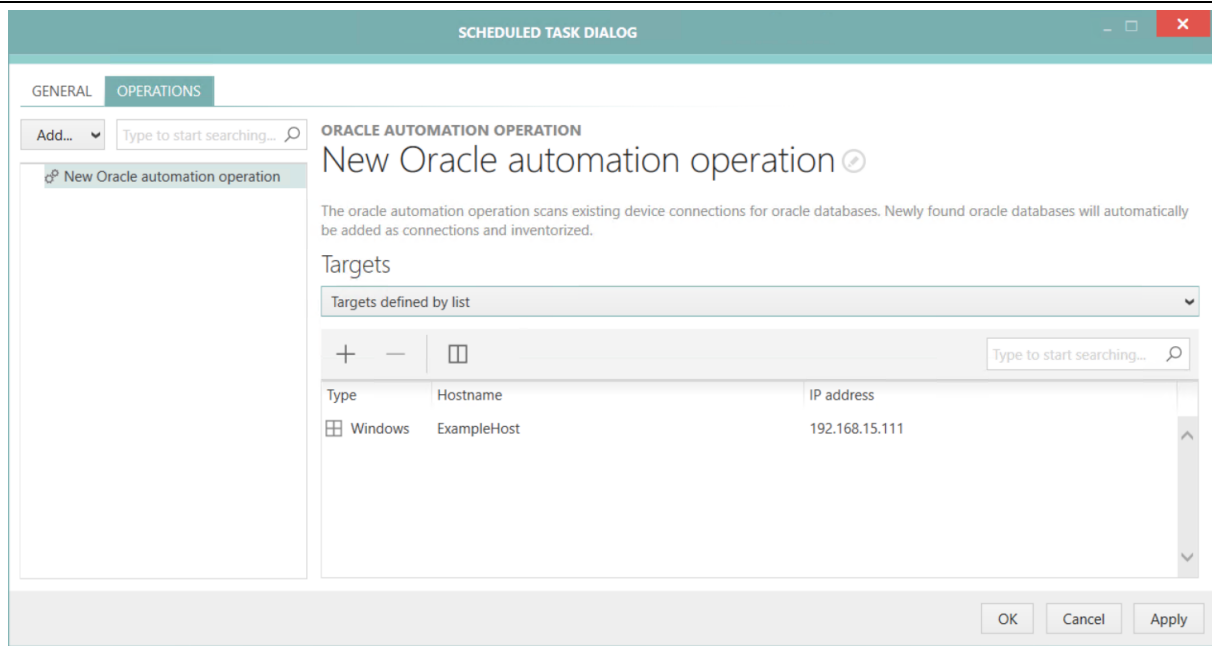 SCHEDULED TASK DIALOG
GENERAL OPERATIONS
Add... Type to start searching...
New Oracle automation operation
ORACLE AUTOMATION OPERATION
New Oracle automation operation
The oracle automation operation scans existing device connections for oracle databases. Newly found oracle databases will automatically
be added as connections and inventorized.
Targets
Targets defined by list
Type to start searching...
Type Hostname IP address
Windows ExampleHost 192.168.15.111
OK Cancel Apply